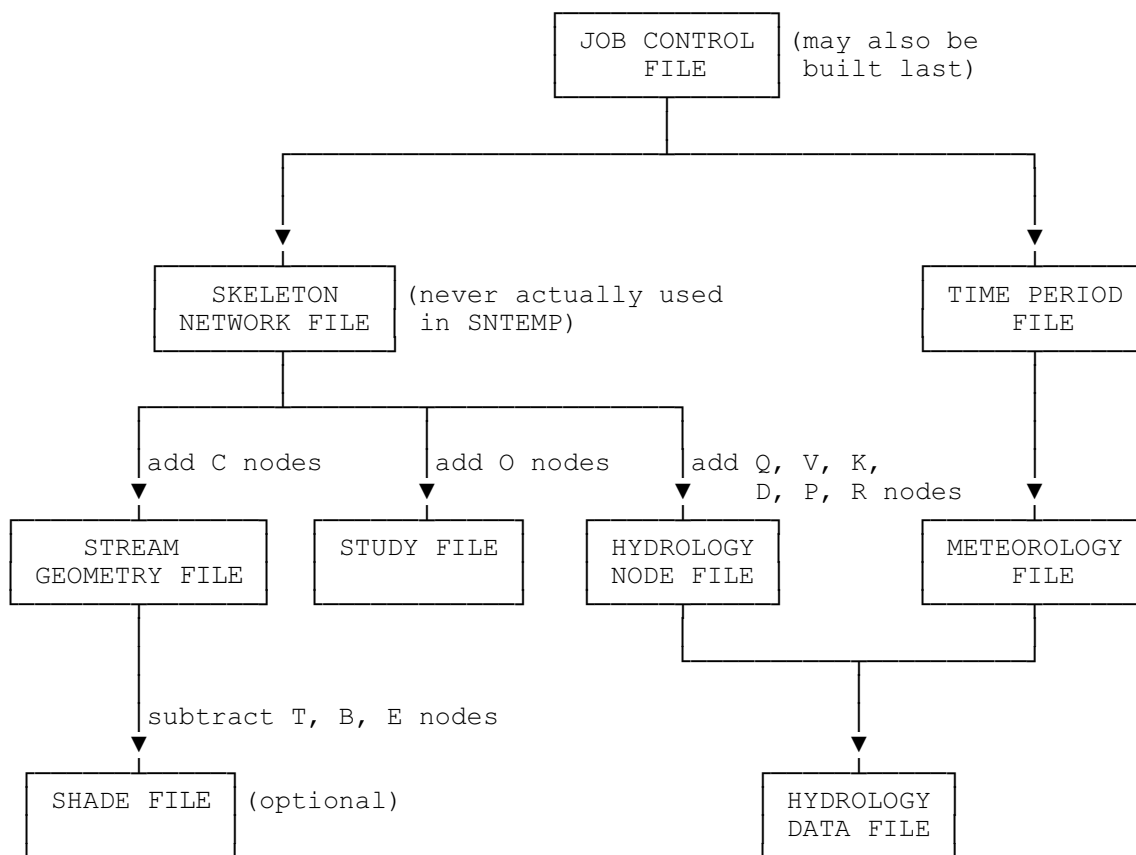 JOB CONTROL
FILE
(may also be
built last)
SKELETON
NETWORK FILE
(never actually used
in SNTEMP)
TIME PERIOD
FILE
add C nodes
add O nodes
add Q, V, K,
D, P, R nodes
STREAM
GEOMETRY FILE
STUDY FILE
HYDROLOGY
NODE FILE
METEOROLOGY
FILE
subtract T, B, E nodes
SHADE FILE
(optional)
HYDROLOGY
DATA FILE